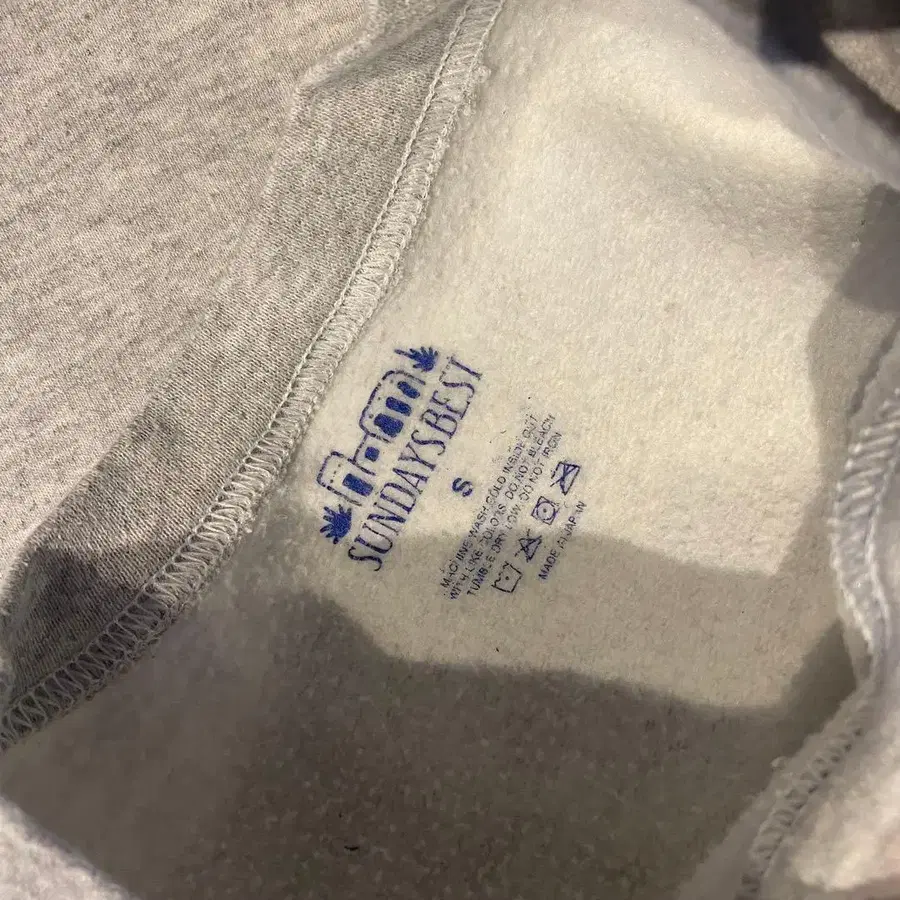 SUNDAYSBEST
S
MACHINE WASH COLD INSIDE OUT
WITH LIKE COLORS. DO NOT BLEACH
TUMBLE DRY LOW. DO NOT IRON
MADE IN JAPAN